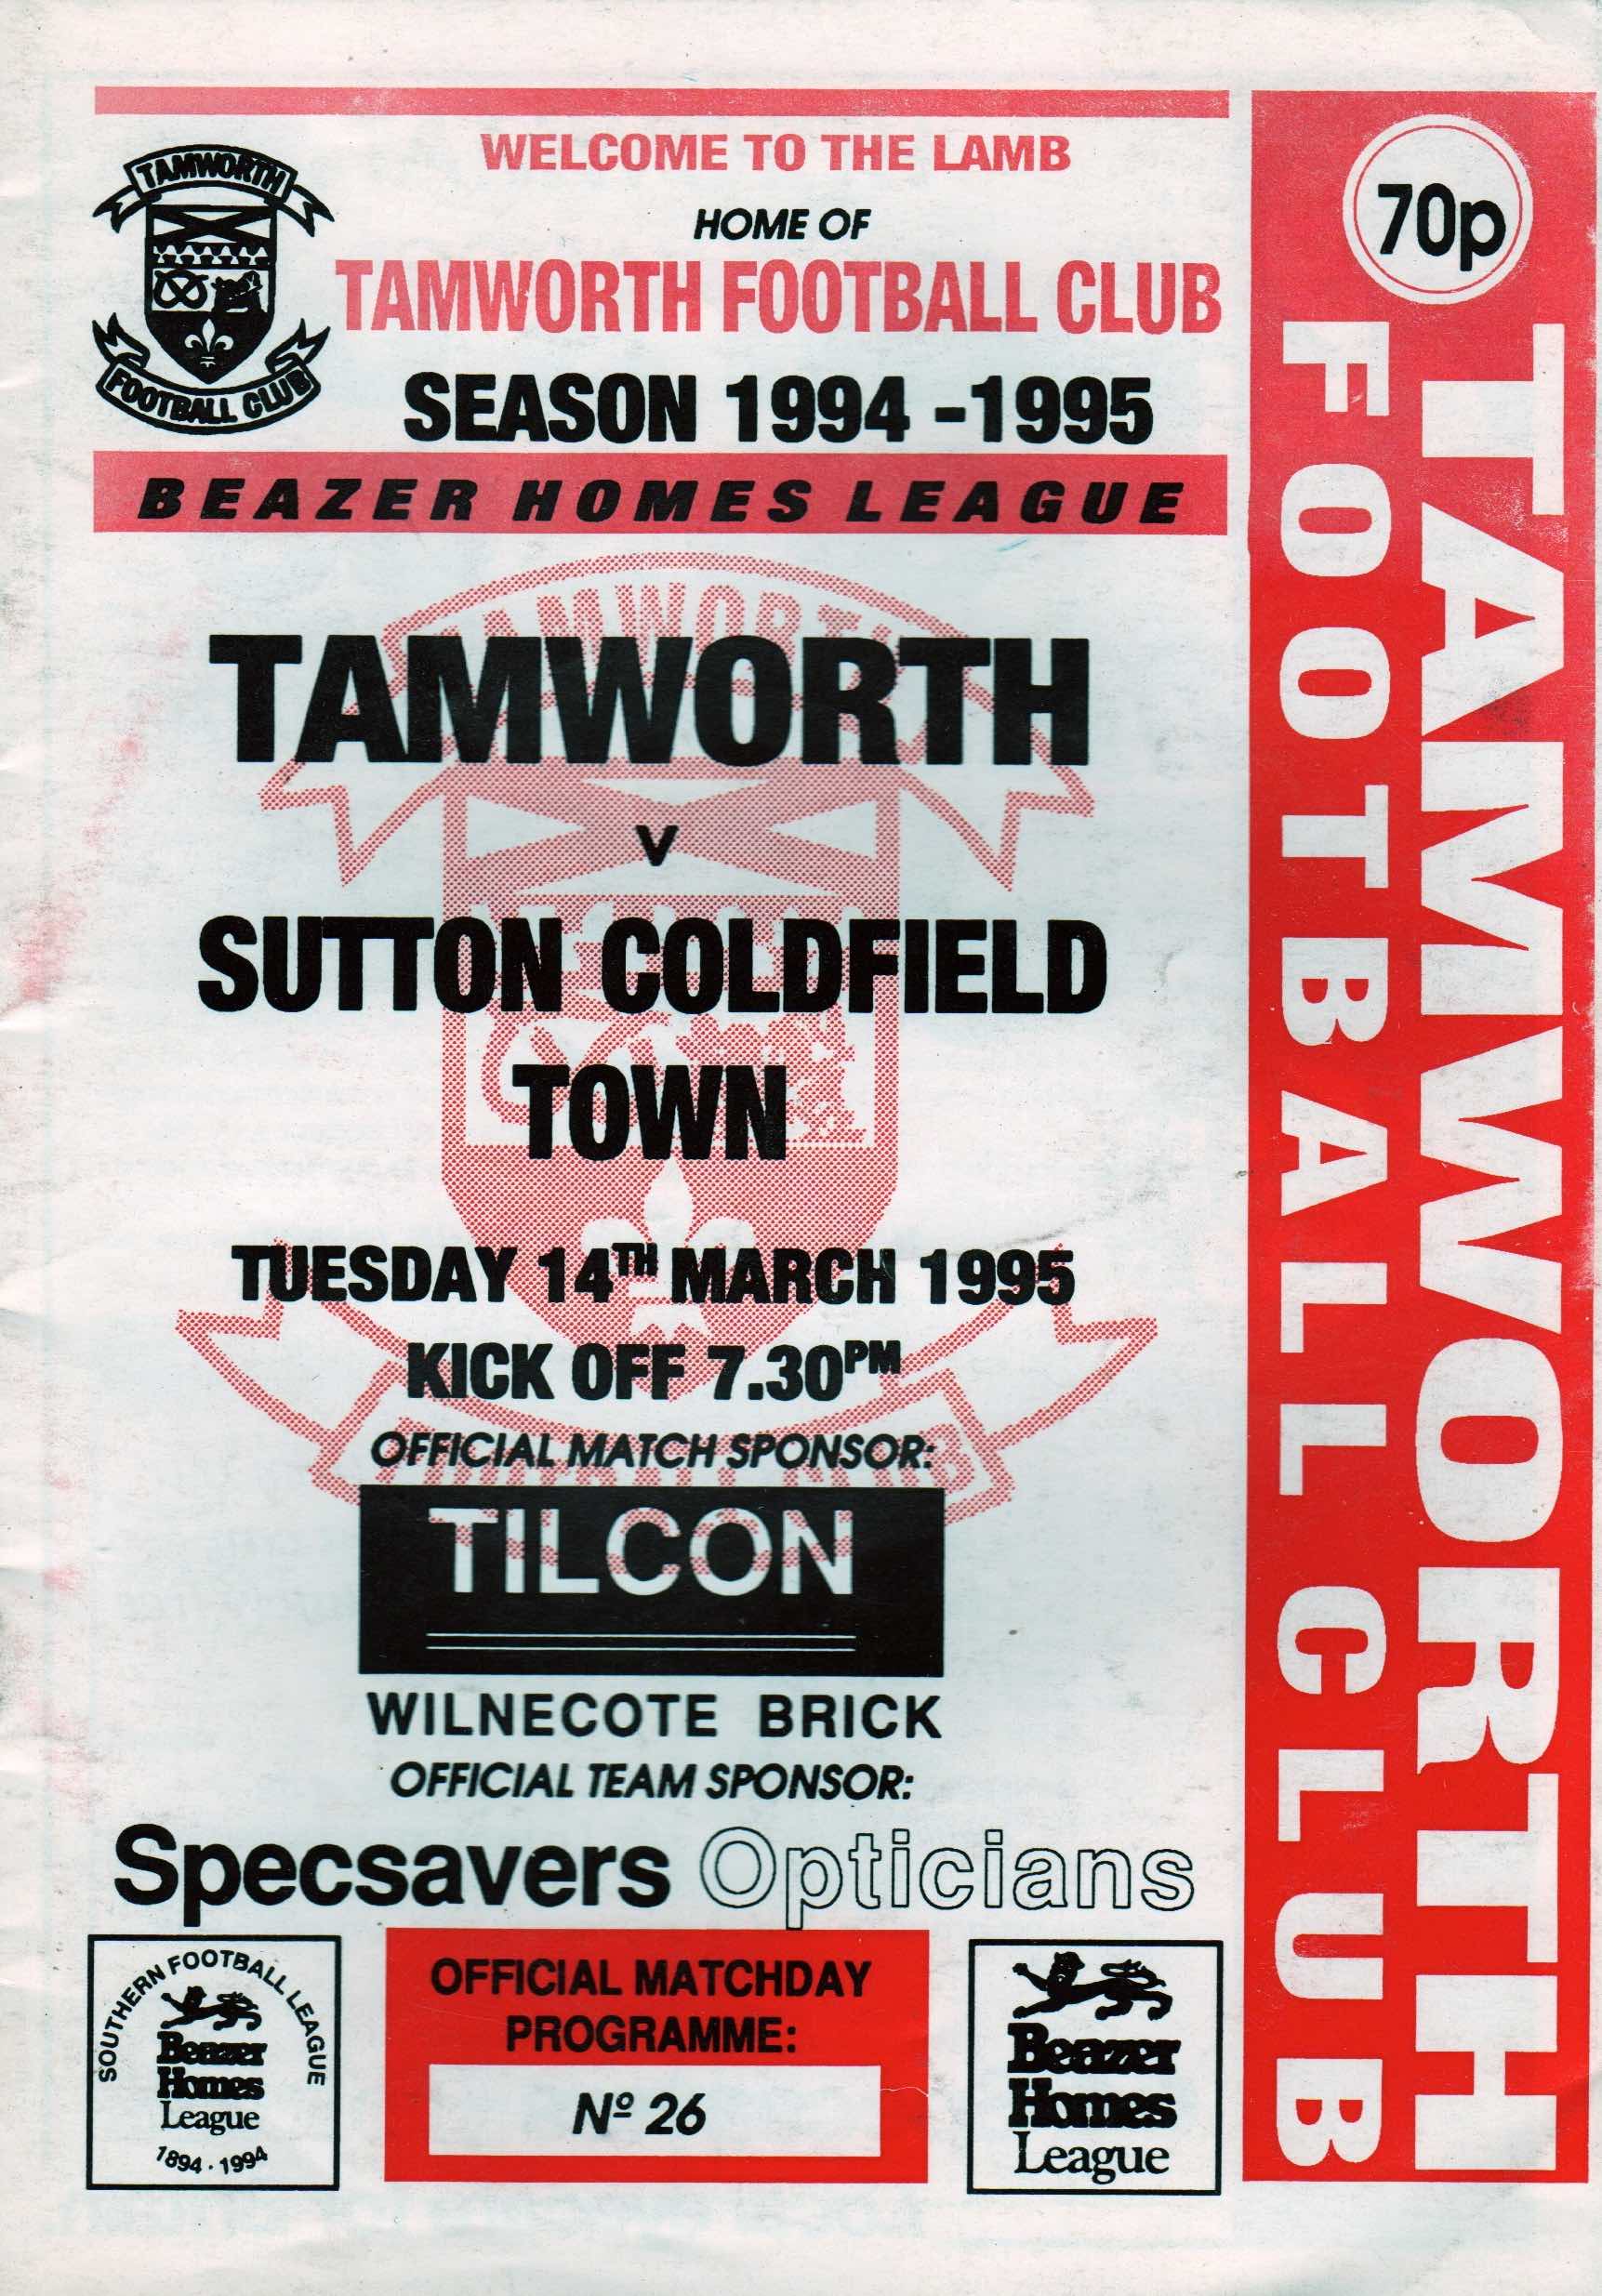 WELCOME TO THE LAMB
HOME OF
TAMWORTH FOOTBALL CLUB
SEASON 1994 -1995
TAMWORTH
FOOTBALL CLUB
BEAZER HOMES LEAGUE
70p
TAMWORTH
FOOTBALL CLUB
TAMWORTH
TAMWORTH
v
SUTTON COLDFIELD
TOWN
TUESDAY 14TH MARCH 1995
KICK OFF 7.30PM
FOOTBALL CLUB
OFFICIAL MATCH SPONSOR:
TILCON
WILNECOTE BRICK
OFFICIAL TEAM SPONSOR:
Specsavers Opticians
SOUTHERN FOOTBALL LEAGUE
Beazer
Homes
League
1894 . 1994
OFFICIAL MATCHDAY
PROGRAMME:
Nº 26
Beazer
Homes
League